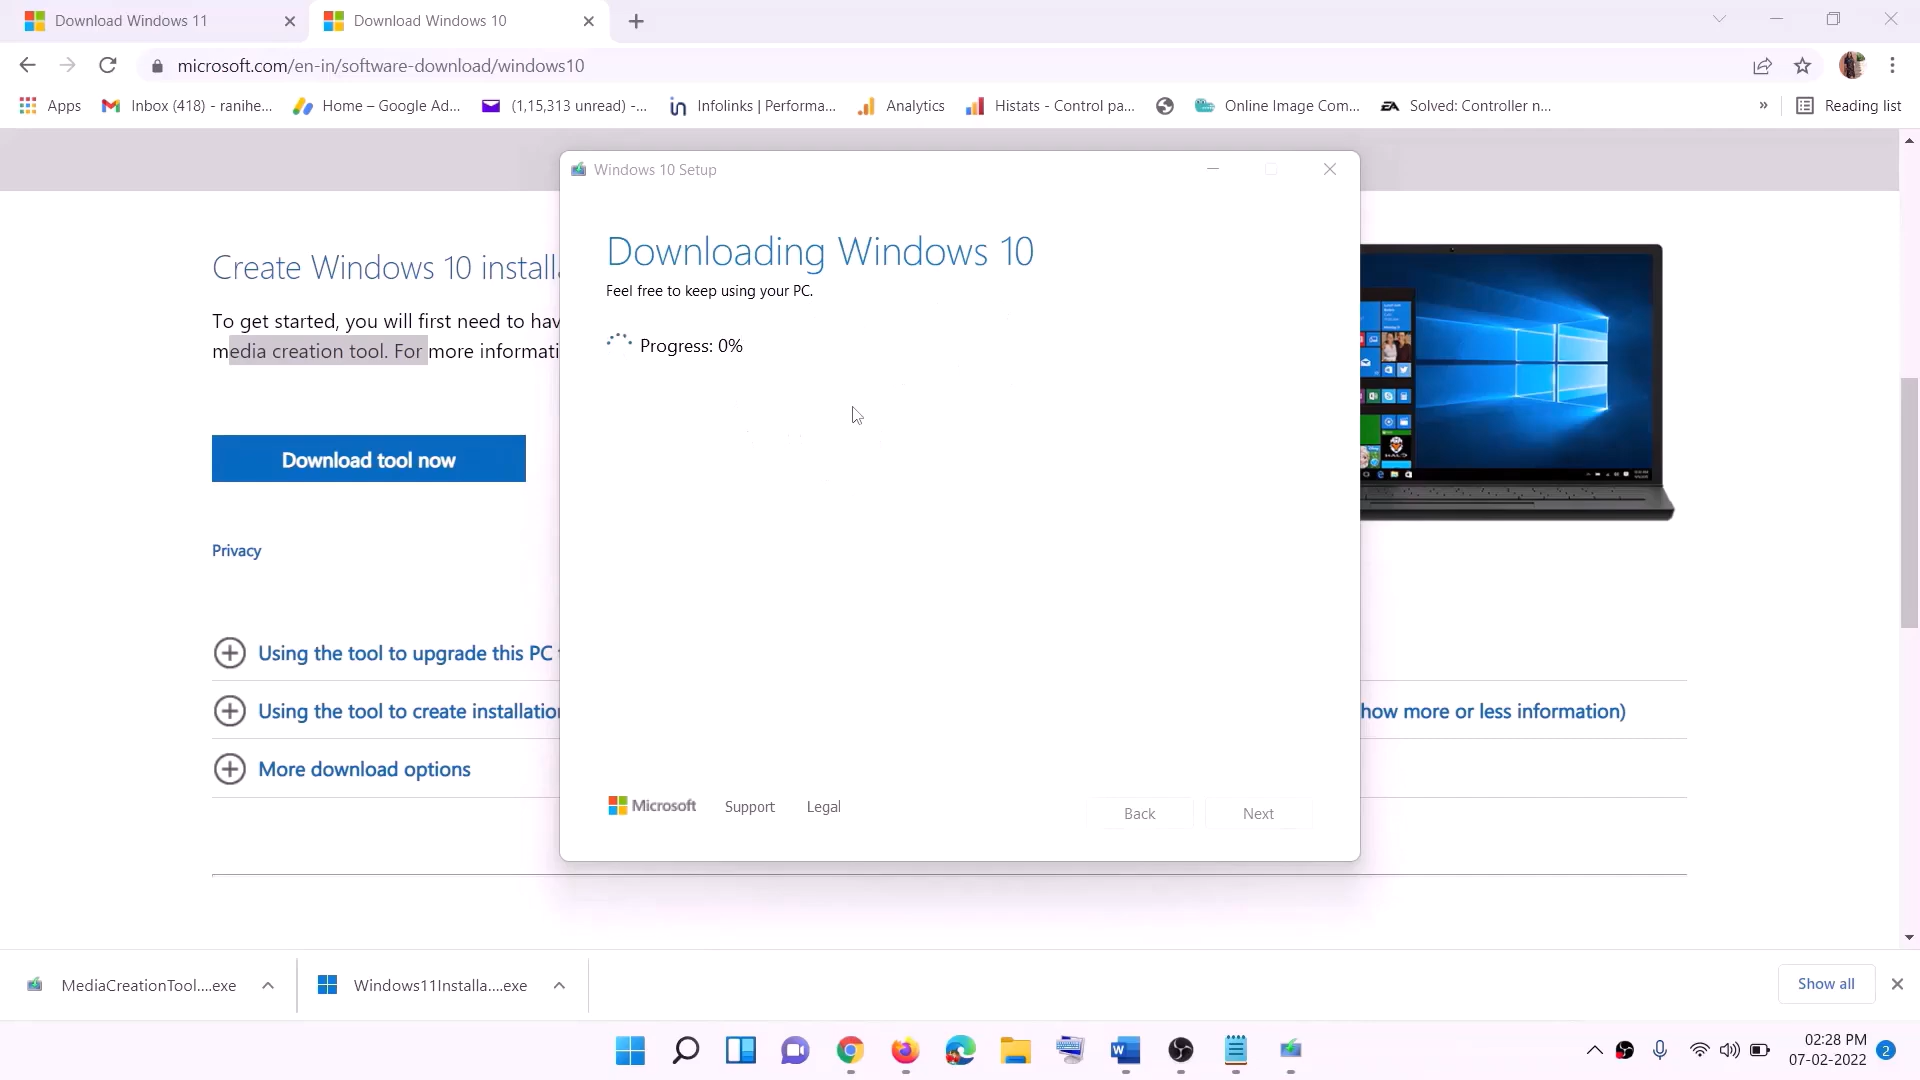 Download Windows 11
Download Windows 10
microsoft.com/en-in/software-download/windows10
Apps
Inbox (418) - ranihe...
Home – Google Ad...
(1,15,313 unread) -...
Infolinks | Performa...
Analytics
Histats - Control pa...
Online Image Com...
Solved: Controller n...
»
Reading list
Windows 10 Setup
Downloading Windows 10
Feel free to keep using your PC.
Progress: 0%
Create Windows 10 installa
To get started, you will first need to hav
media creation tool. For more informati
Download tool now
Privacy
Using the tool to upgrade this PC
Using the tool to create installation
how more or less information)
More download options
Microsoft
Support
Legal
Back
Next
MediaCreationTool....exe
Windows11Installa....exe
Show all
02:28 PM
07-02-2022
2